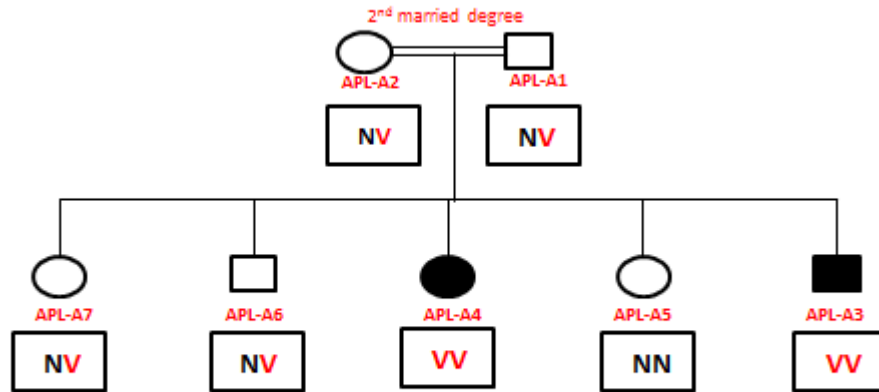 2nd married degree
APL-A2 APL-A1
NV NV
APL-A7 APL-A6 APL-A4 APL-A5 APL-A3
NV NV VV NN VV